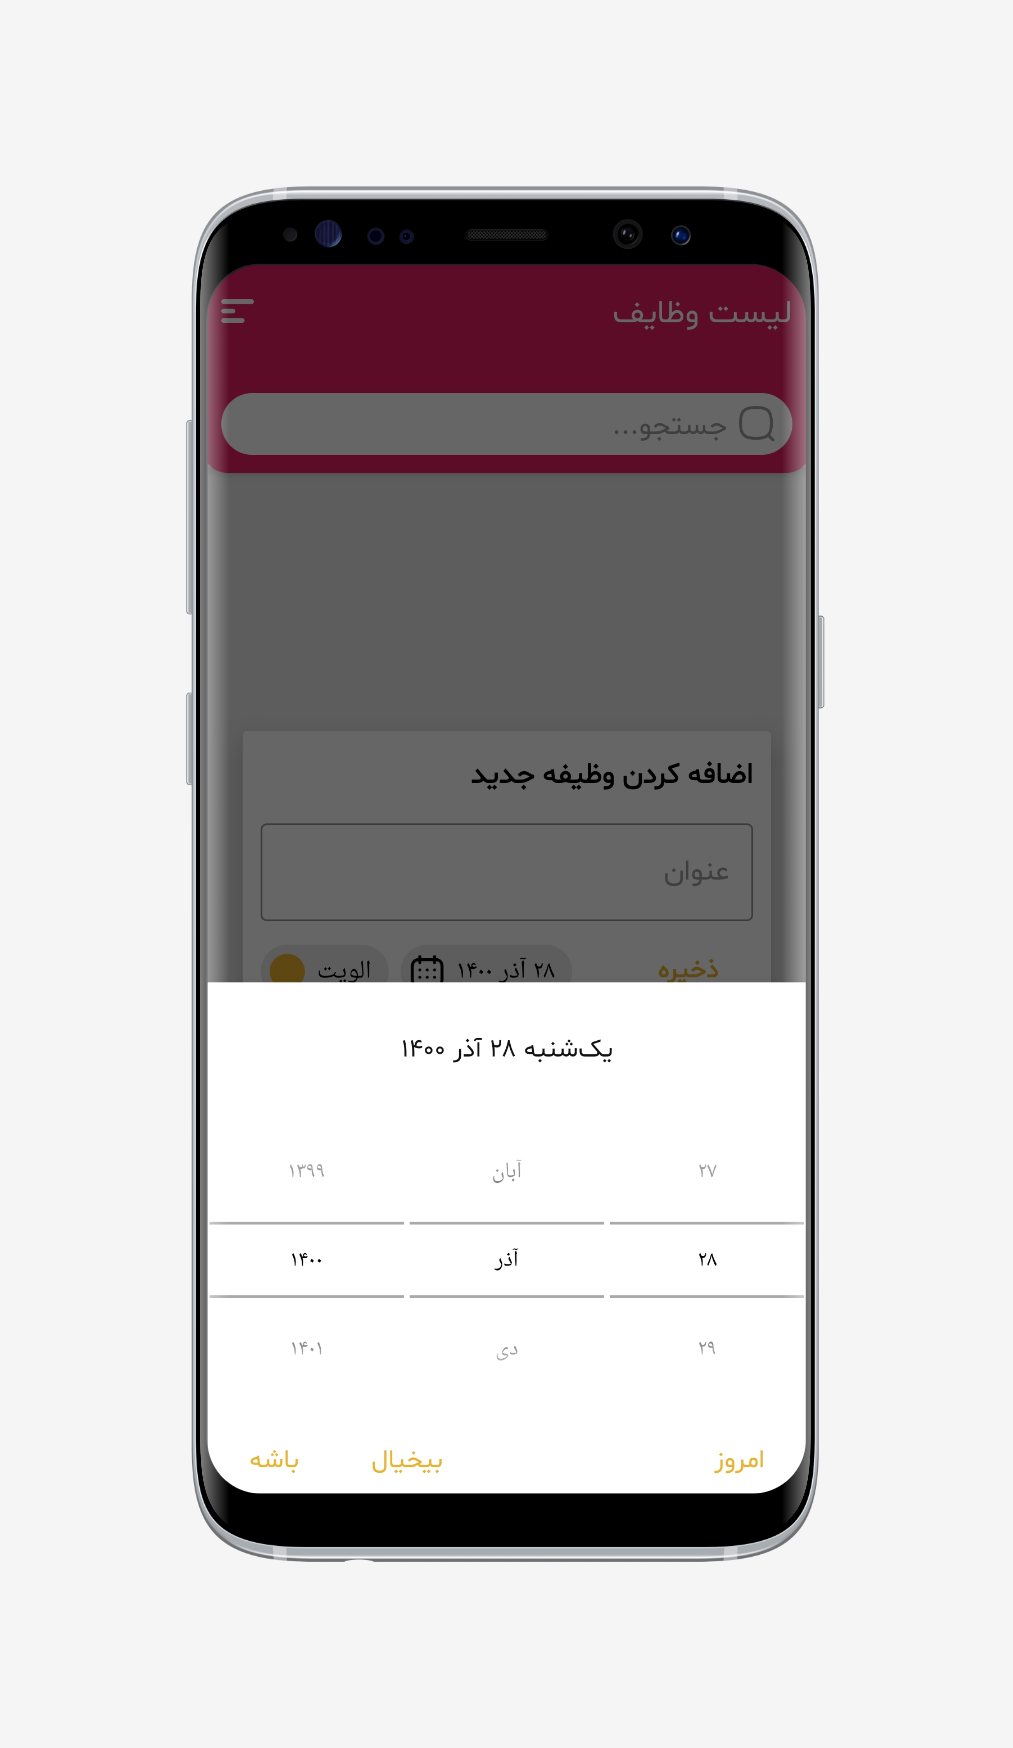 لیست وظایف
جستجو...
اضافه کردن وظیفه جدید
عنوان
ذخیره ۲۸ آذر ۱۴۰۰ الویت
یک‌شنبه ۲۸ آذر ۱۴۰۰
۲۷ آبان ۱۳۹۹
۲۸ آذر ۱۴۰۰
۲۹ دی ۱۴۰۱
امروز بیخیال باشه